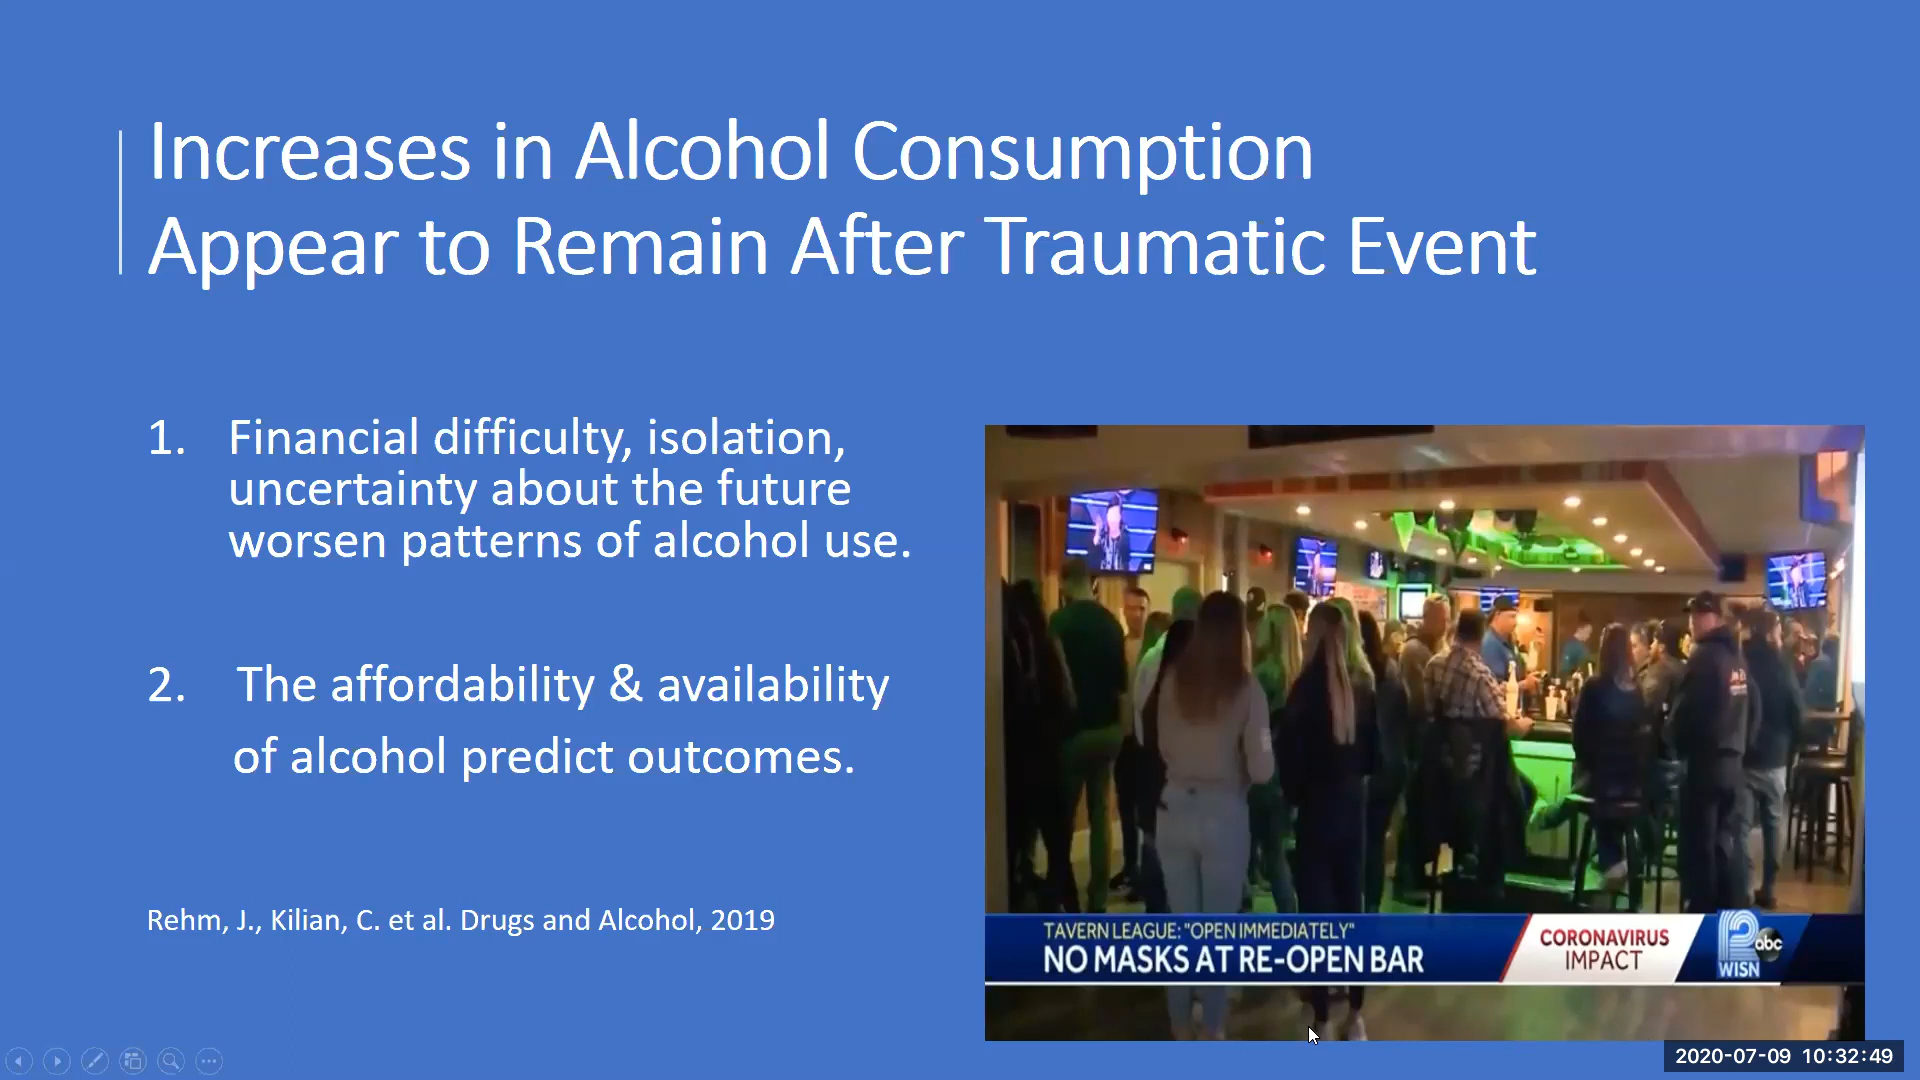 Increases in Alcohol Consumption
Appear to Remain After Traumatic Event
1. Financial difficulty, isolation,
uncertainty about the future
worsen patterns of alcohol use.
2. The affordability & availability
of alcohol predict outcomes.
Rehm, J., Kilian, C. et al. Drugs and Alcohol, 2019
TAVERN LEAGUE: "OPEN IMMEDIATELY"
NO MASKS AT RE-OPEN BAR
CORONAVIRUS
IMPACT
12 abc
WISN
2020-07-09 10:32:49